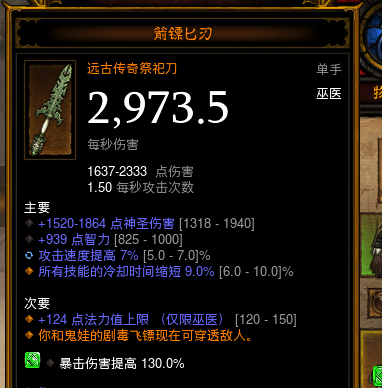 翁镖匕刃
远古传奇祭祀刀
单手
2,973.5
巫医
每秒伤害
1637-2333 点伤害
1.50 每秒攻击次数
主要
+1520-1864 点神圣伤害 [1318 - 1940]
+939 点智力 [825 - 1000]
攻击速度提高 7% [5.0 - 7.0]%
所有技能的冷却时间缩短 9.0% [6.0 - 10.0]%
次要
+124 点法力值上限 （仅限巫医） [120 - 150]
你和鬼娃的剧毒飞镖现在可穿透敌人。
暴击伤害提高 130.0%